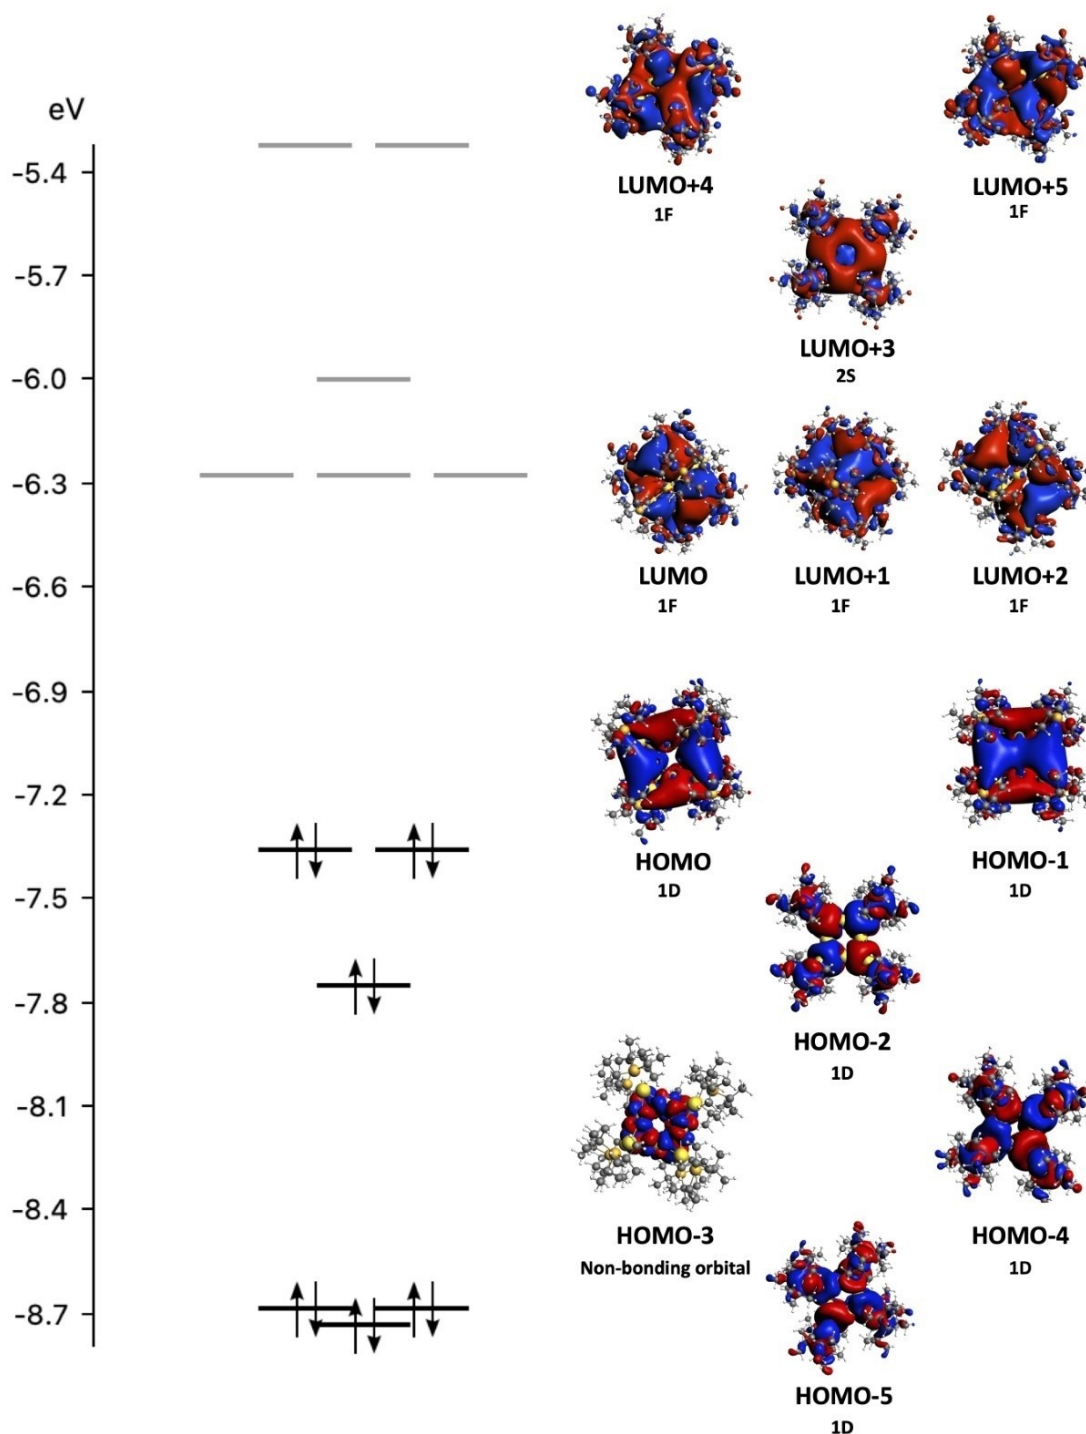 eV
-5.4
-5.7
-6.0
-6.3
-6.6
-6.9
-7.2
-7.5
-7.8
-8.1
-8.4
-8.7
LUMO+4
1F
LUMO+5
1F
LUMO+3
2S
LUMO
1F
LUMO+1
1F
LUMO+2
1F
HOMO
1D
HOMO-1
1D
HOMO-2
1D
HOMO-3
Non-bonding orbital
HOMO-4
1D
HOMO-5
1D